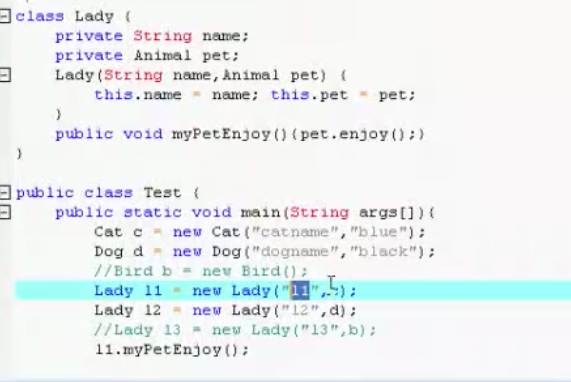 class Lady {
private String name;
private Animal pet;
Lady(String name,Animal pet) {
this.name = name; this.pet = pet;
}
public void myPetEnjoy(){pet.enjoy();}
}
public class Test {
public static void main(String args[]){
Cat c = new Cat("catname","blue");
Dog d = new Dog("dogname","black");
//Bird b = new Bird();
Lady l1 = new Lady("l1",c);
Lady l2 = new Lady("l2",d);
//Lady l3 = new Lady("l3",b);
l1.myPetEnjoy();